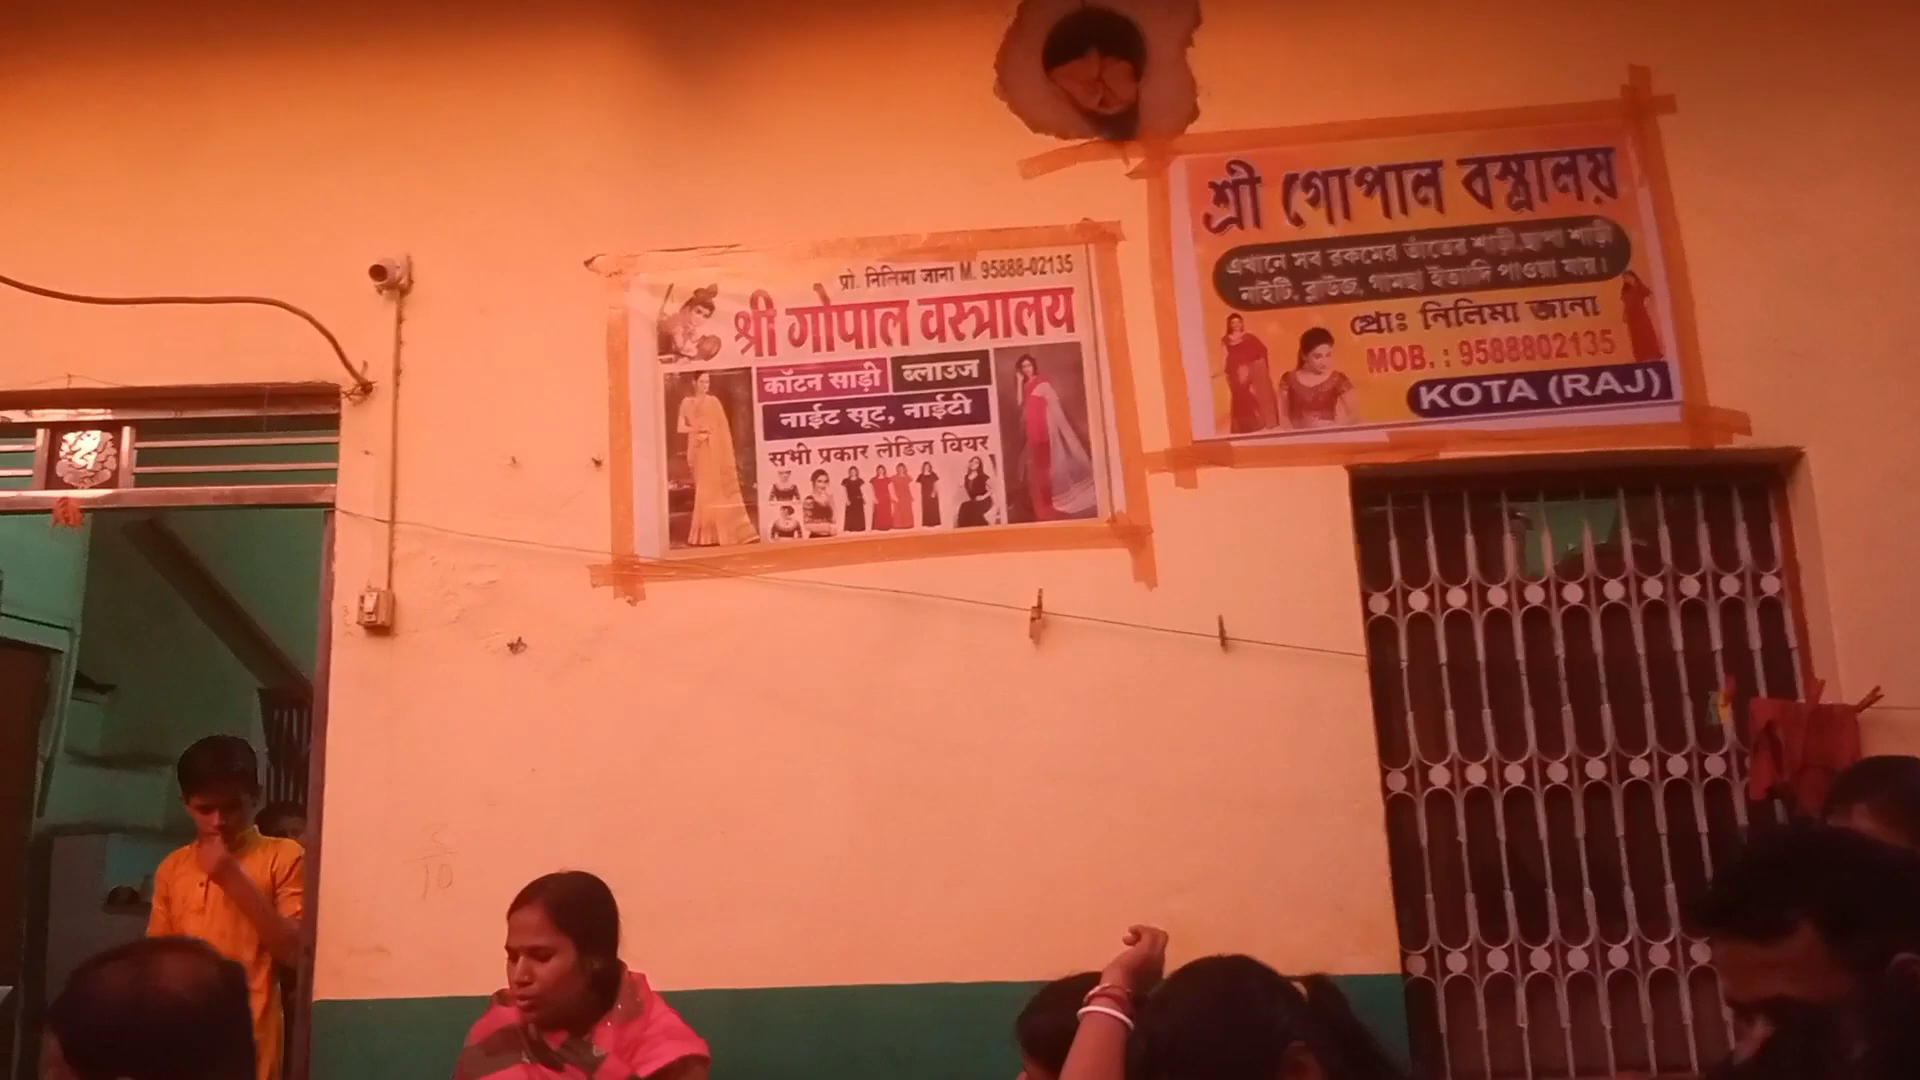 प्रो. निलिमा जाना M. 95888-02135
श्री गोपाल वस्त्रालय
कॉटन साड़ी ब्लाउज
नाईट सूट, नाईटी
सभी प्रकार लेडिज वियर
শ্রী গোপাল বস্ত্রালয়
এখানে সব রকমের তাঁতের শাড়ী,ছাপা শাড়ী
নাইটি, ব্লাউজ, গামছা ইত্যাদি পাওয়া যায়।
প্রোঃ নিলিমা জানা
MOB. : 9588802135
KOTA (RAJ)